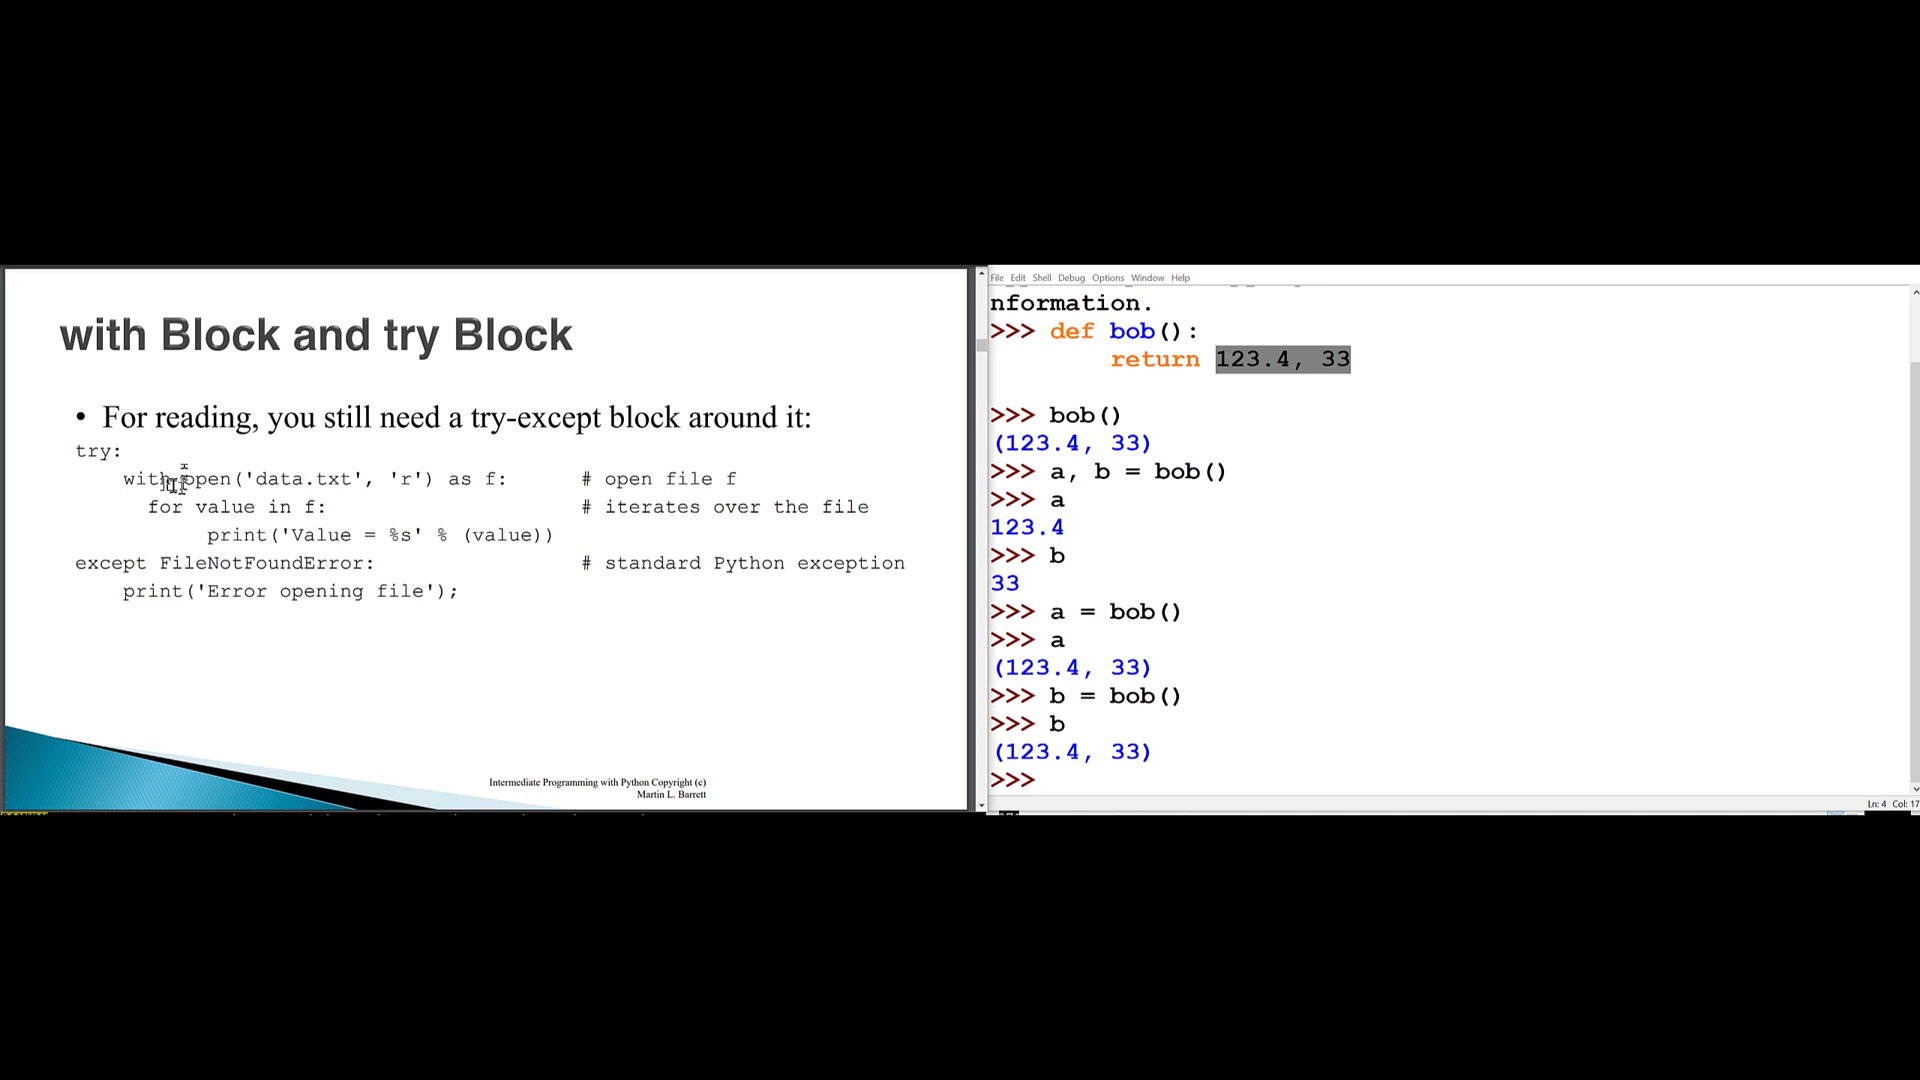 with Block and try Block
• For reading, you still need a try-except block around it:
try:
with open('data.txt', 'r') as f: # open file f
for value in f: # iterates over the file
print('Value = %s' % (value))
except FileNotFoundError: # standard Python exception
print('Error opening file');
Intermediate Programming with Python Copyright (c)
Martin L. Barrett
File Edit Shell Debug Options Window Help
nformation.
>>> def bob():
return 123.4, 33
>>> bob()
(123.4, 33)
>>> a, b = bob()
>>> a
123.4
>>> b
33
>>> a = bob()
>>> a
(123.4, 33)
>>> b = bob()
>>> b
(123.4, 33)
>>>
Ln: 4 Col: 17